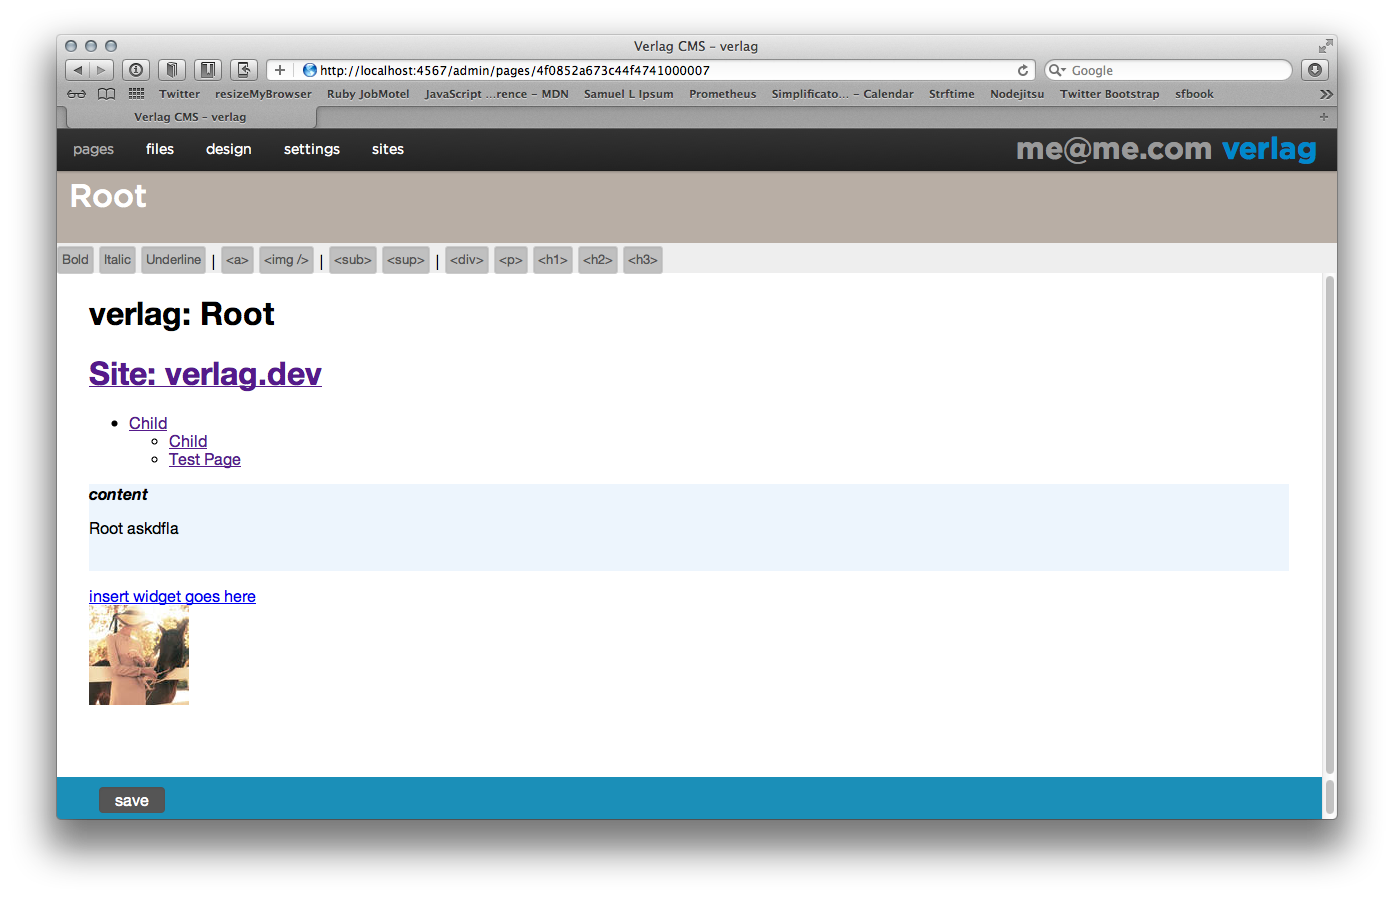 Verlag CMS – verlag
http://localhost:4567/admin/pages/4f0852a673c44f4741000007
Google
Twitter resizeMyBrowser Ruby JobMotel JavaScript ...rence – MDN Samuel L Ipsum Prometheus Simplificato... – Calendar Strftime Nodejitsu Twitter Bootstrap sfbook
Verlag CMS – verlag
pages files design settings sites me@me.com verlag
Root
Bold Italic Underline | <a> <img /> | <sub> <sup> | <div> <p> <h1> <h2> <h3>
verlag: Root
Site: verlag.dev
Child
Child
Test Page
content
Root askdfla
insert widget goes here
save